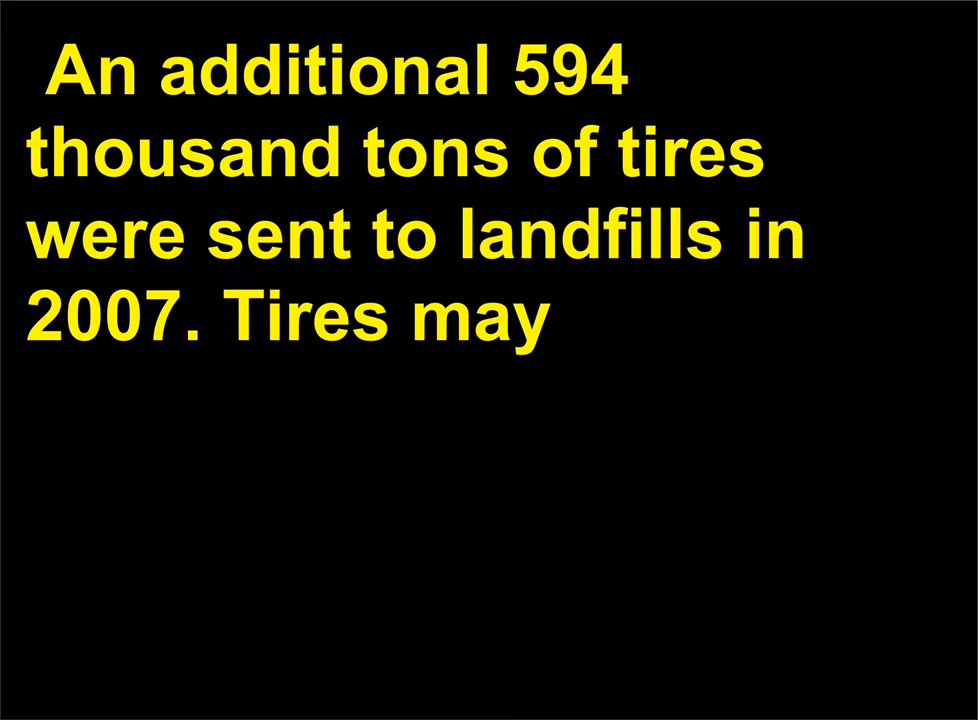 An additional 594
thousand tons of tires
were sent to landfills in
2007. Tires may